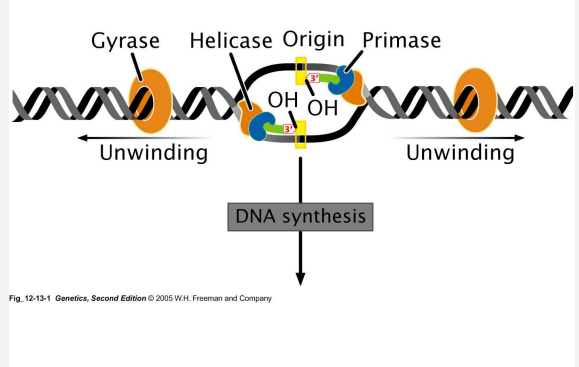 Gyrase Helicase Origin Primase
3'
OH OH
3'
Unwinding Unwinding
DNA synthesis
Fig_12-13-1 Genetics, Second Edition © 2005 W.H. Freeman and Company